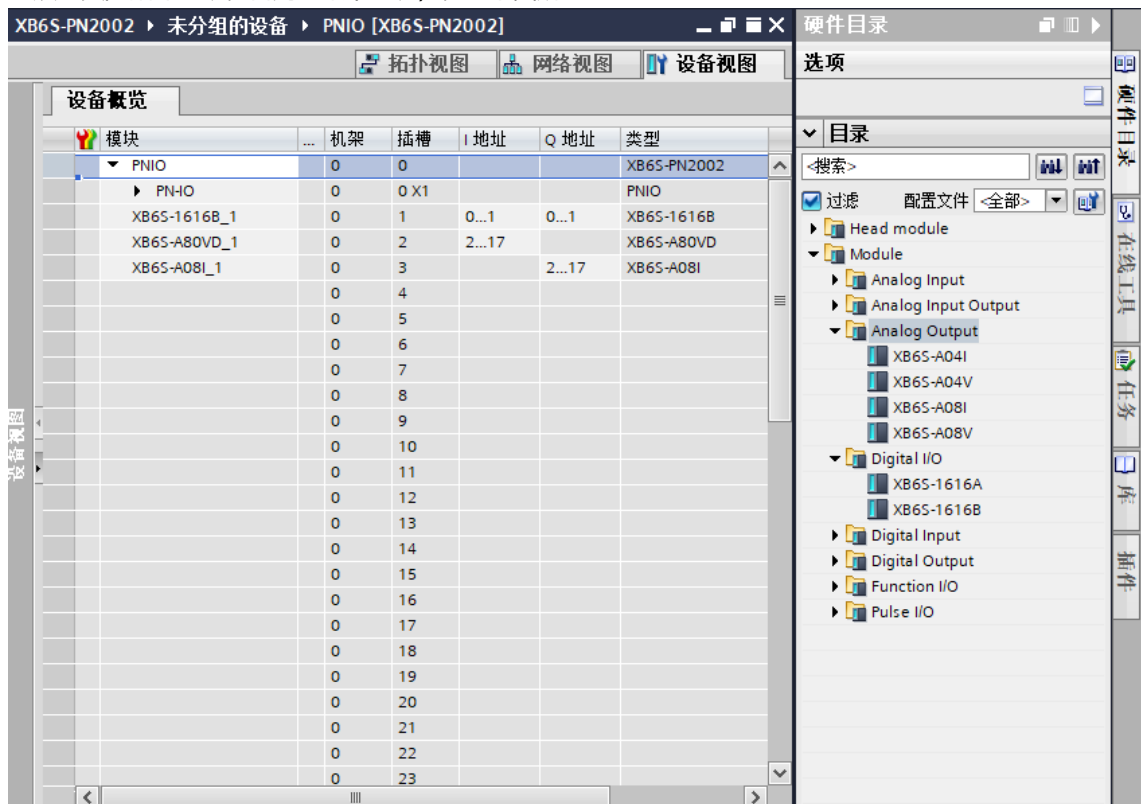 XB6S-PN2002 ▸ 未分组的设备 ▸ PNIO [XB6S-PN2002]
拓扑视图 网络视图 设备视图
设备概览
模块 ... 机架 插槽 I 地址 Q 地址 类型
PNIO 0 0 XB6S-PN2002
PN-IO 0 0 X1 PNIO
XB6S-1616B_1 0 1 0...1 0...1 XB6S-1616B
XB6S-A80VD_1 0 2 2...17 XB6S-A80VD
XB6S-A08I_1 0 3 2...17 XB6S-A08I
0 4
0 5
0 6
0 7
0 8
0 9
0 10
0 11
0 12
0 13
0 14
0 15
0 16
0 17
0 18
0 19
0 20
0 21
0 22
0 23
设备视图
硬件目录
选项
目录
<搜索>
过滤 配置文件 <全部>
Head module
Module
Analog Input
Analog Input Output
Analog Output
XB6S-A04I
XB6S-A04V
XB6S-A08I
XB6S-A08V
Digital I/O
XB6S-1616A
XB6S-1616B
Digital Input
Digital Output
Function I/O
Pulse I/O
硬件目录
在线工具
任务
库
插件